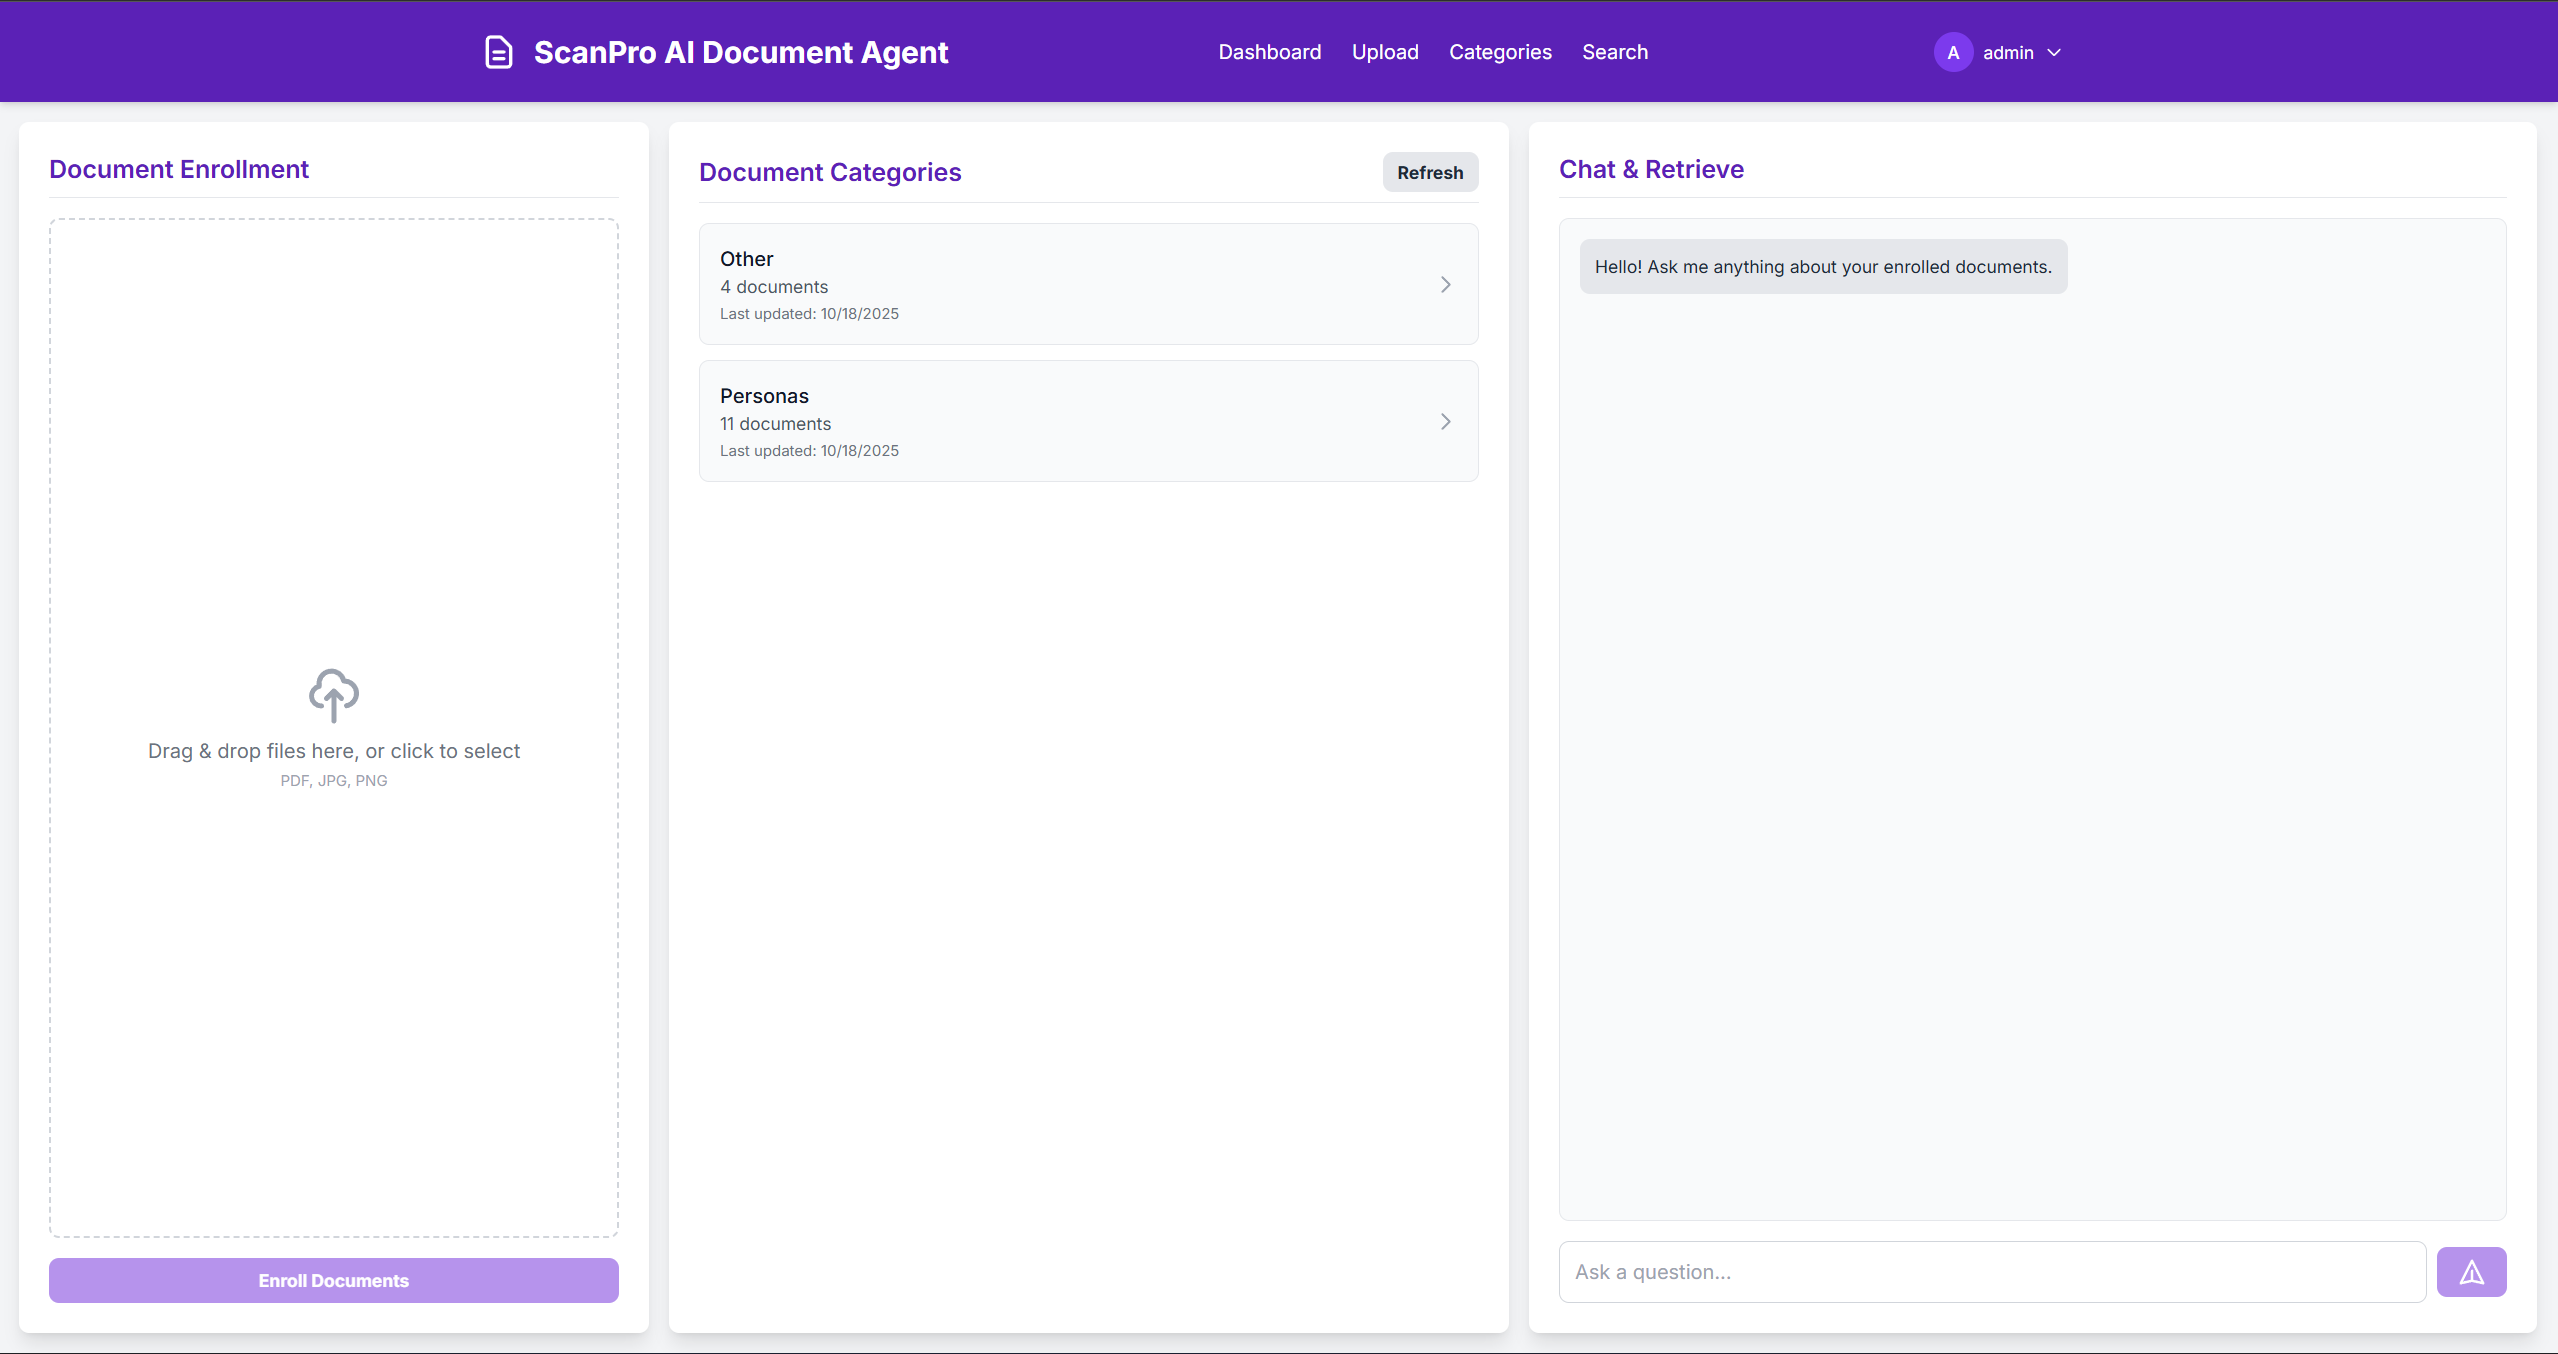 ScanPro AI Document Agent
Dashboard
Upload
Categories
Search
A
admin
Document Enrollment
Drag & drop files here, or click to select
PDF, JPG, PNG
Enroll Documents
Document Categories
Refresh
Other
4 documents
Last updated: 10/18/2025
Personas
11 documents
Last updated: 10/18/2025
Chat & Retrieve
Hello! Ask me anything about your enrolled documents.
Ask a question...